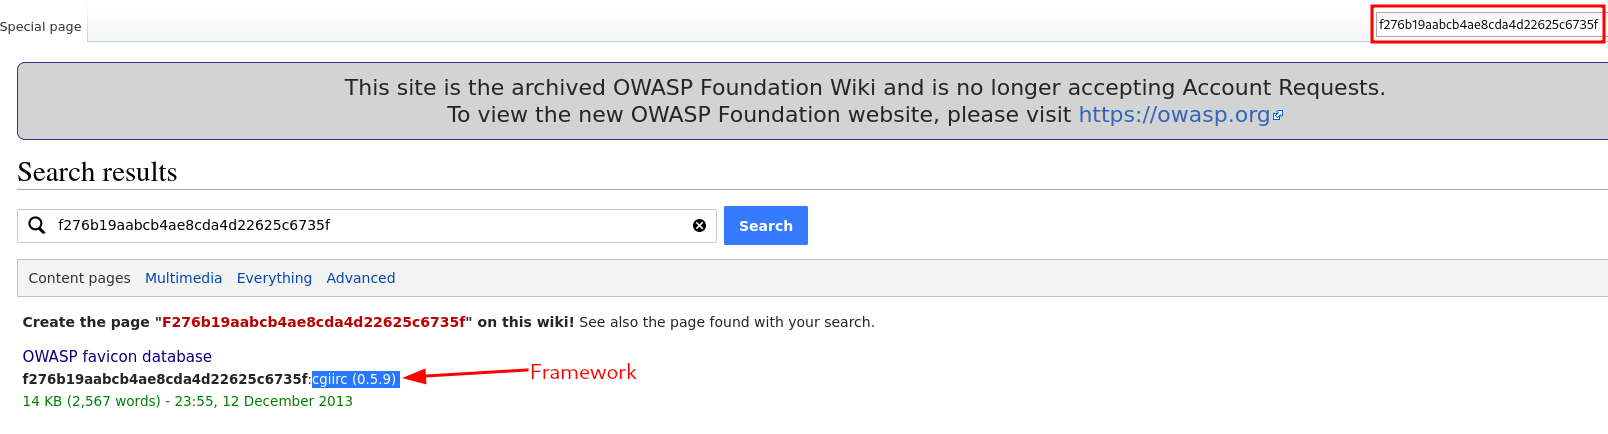 Special page
f276b19aabcb4ae8cda4d22625c6735f
This site is the archived OWASP Foundation Wiki and is no longer accepting Account Requests.
To view the new OWASP Foundation website, please visit https://owasp.org
Search results
f276b19aabcb4ae8cda4d22625c6735f
Search
Content pages Multimedia Everything Advanced
Create the page "F276b19aabcb4ae8cda4d22625c6735f" on this wiki! See also the page found with your search.
OWASP favicon database
f276b19aabcb4ae8cda4d22625c6735f:cgiirc (0.5.9)
Framework
14 KB (2,567 words) - 23:55, 12 December 2013